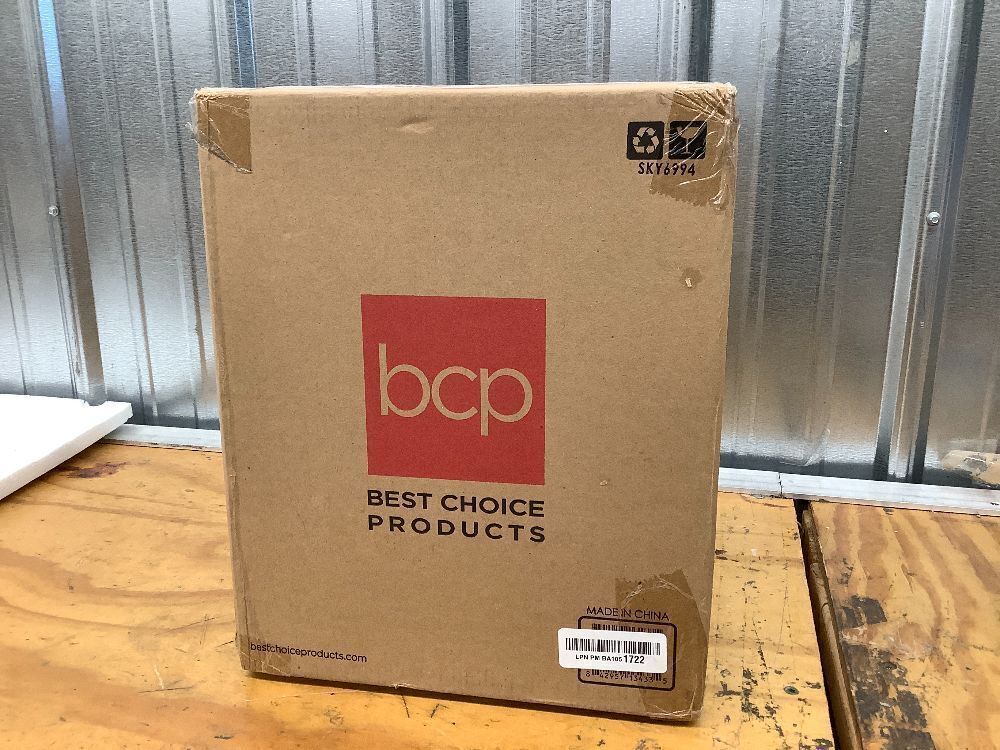 SKY6994
bcp
BEST CHOICE
PRODUCTS
MADE IN CHINA
LPN PM BA105 1722
bestchoiceproducts.com